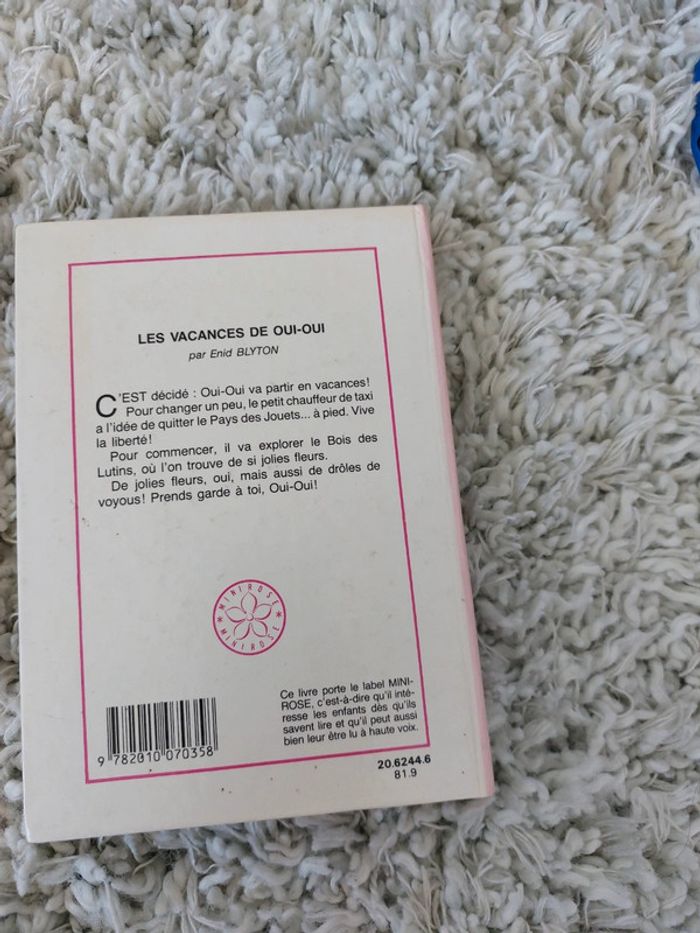 LES VACANCES DE OUI-OUI
par Enid BLYTON
C'EST décidé : Oui-Oui va partir en vacances!
Pour changer un peu, le petit chauffeur de taxi
a l'idée de quitter le Pays des Jouets... à pied. Vive
la liberté!
Pour commencer, il va explorer le Bois des
Lutins, où l'on trouve de si jolies fleurs.
De jolies fleurs, oui, mais aussi de drôles de
voyous! Prends garde à toi, Oui-Oui!
MINIROSE * MINIROSE *
Ce livre porte le label MINI-
ROSE, c'est-à-dire qu'il inté-
resse les enfants dès qu'ils
savent lire et qu'il peut aussi
bien leur être lu à haute voix.
9 782010 070358
20.6244.6
81.9